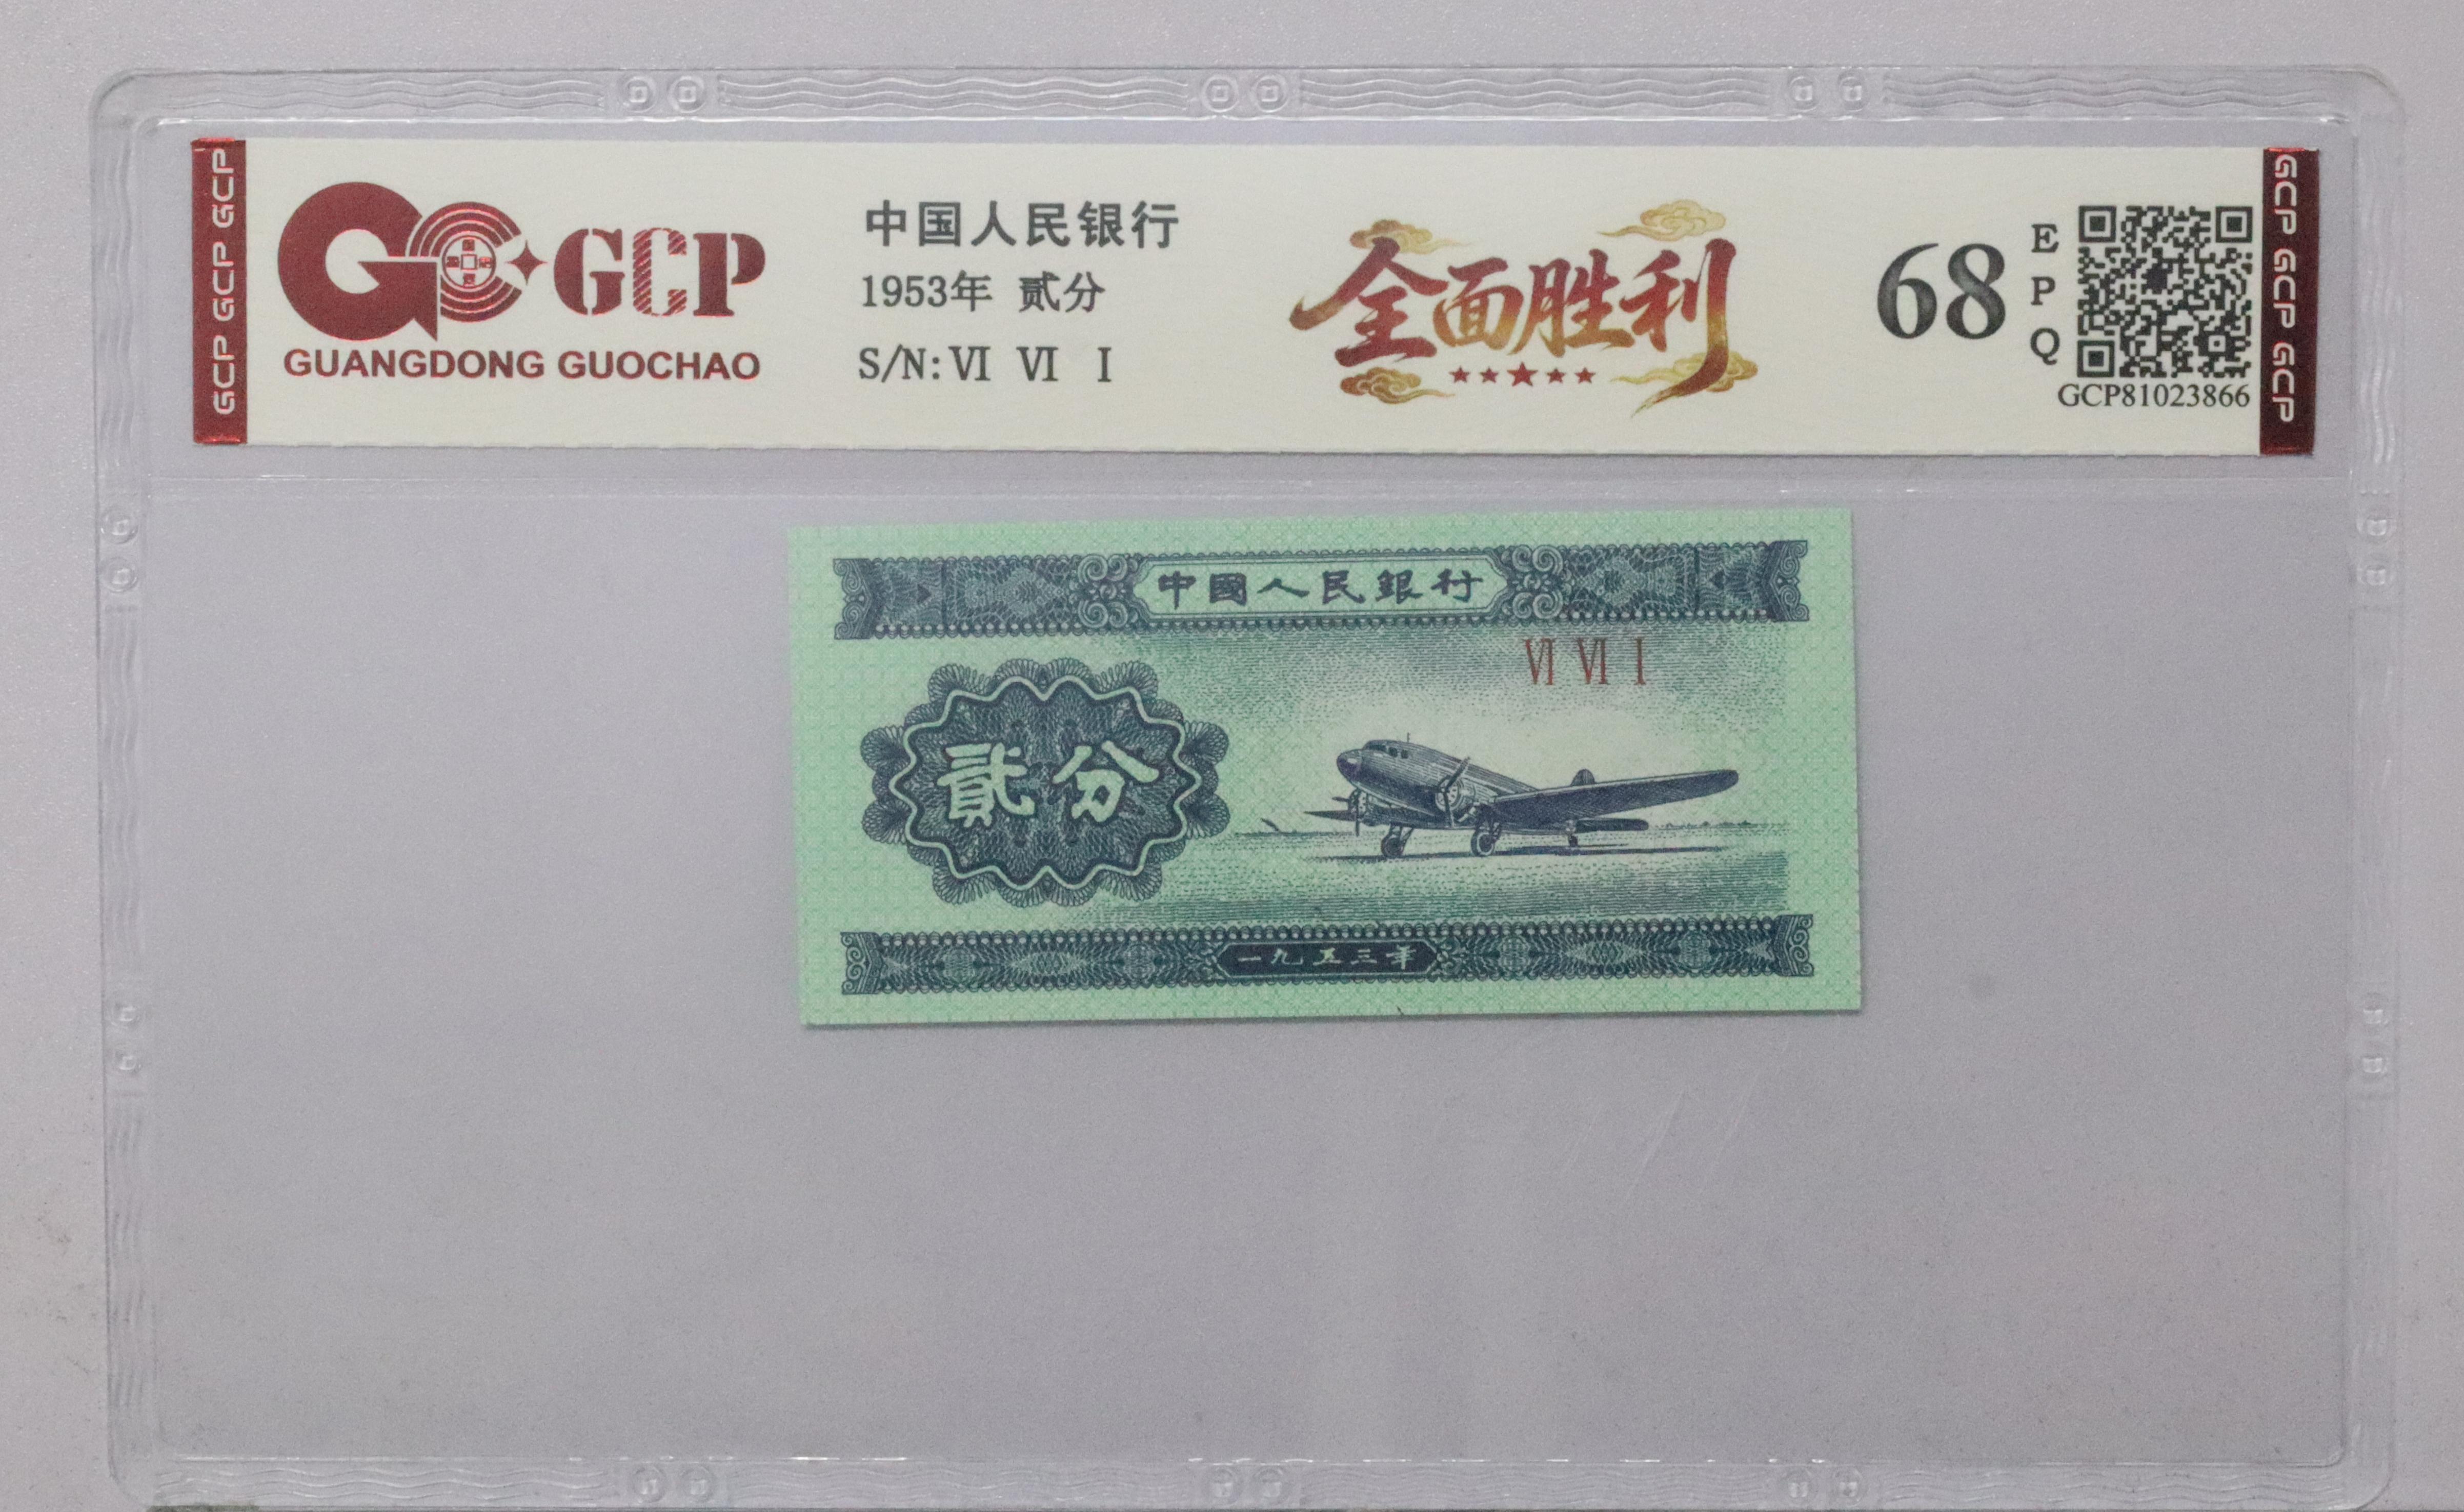 GCP GCP GCP
GCP
GUANGDONG GUOCHAO
中国人民银行
1953年 贰分
S/N: VI VI I
全面胜利
68
E
P
Q
GCP81023866
GCP GCP GCP
中國人民銀行
VI VI I
貳分
一九五三年